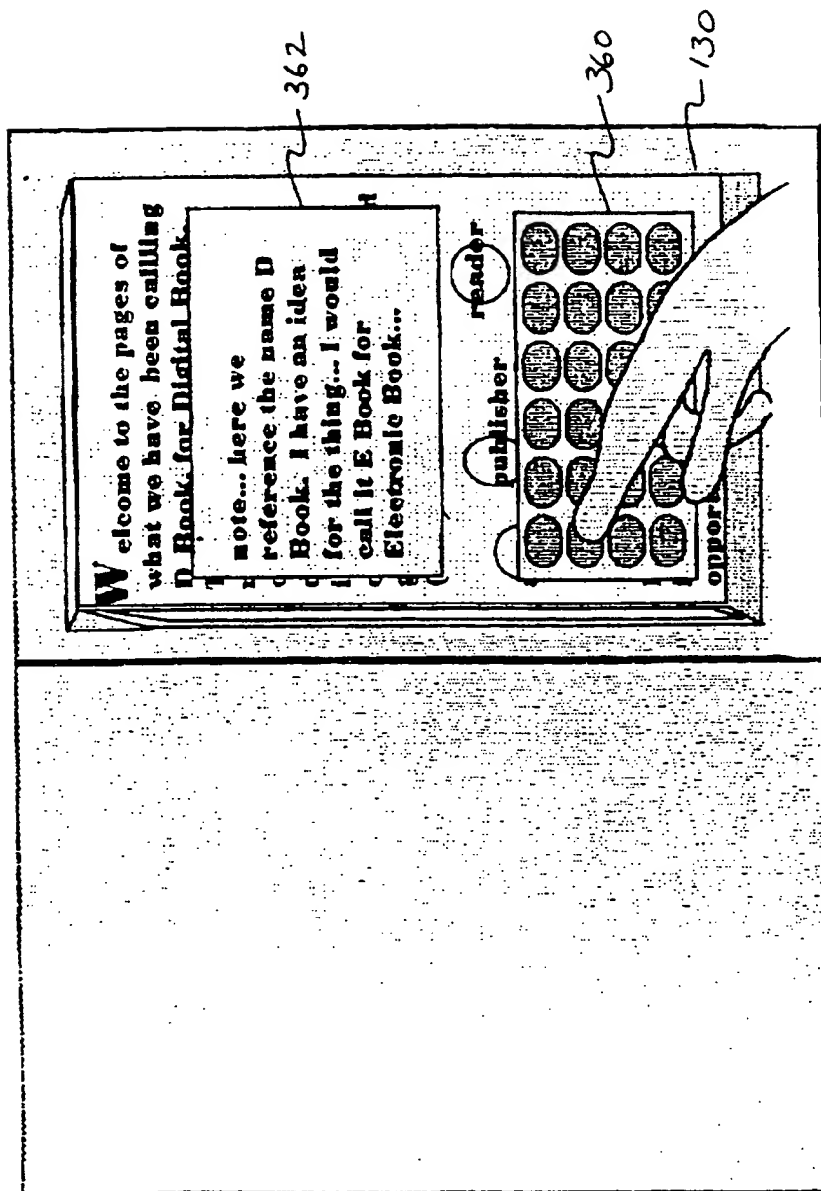 Welcome to the pages of
what we have been callling
D Book, for Digital Book.
note... here we
reference the name D
Book. I have an idea
for the thing... I would
call it E Book for
Electronic Book...
publisher
reader
oppor
362
360
130